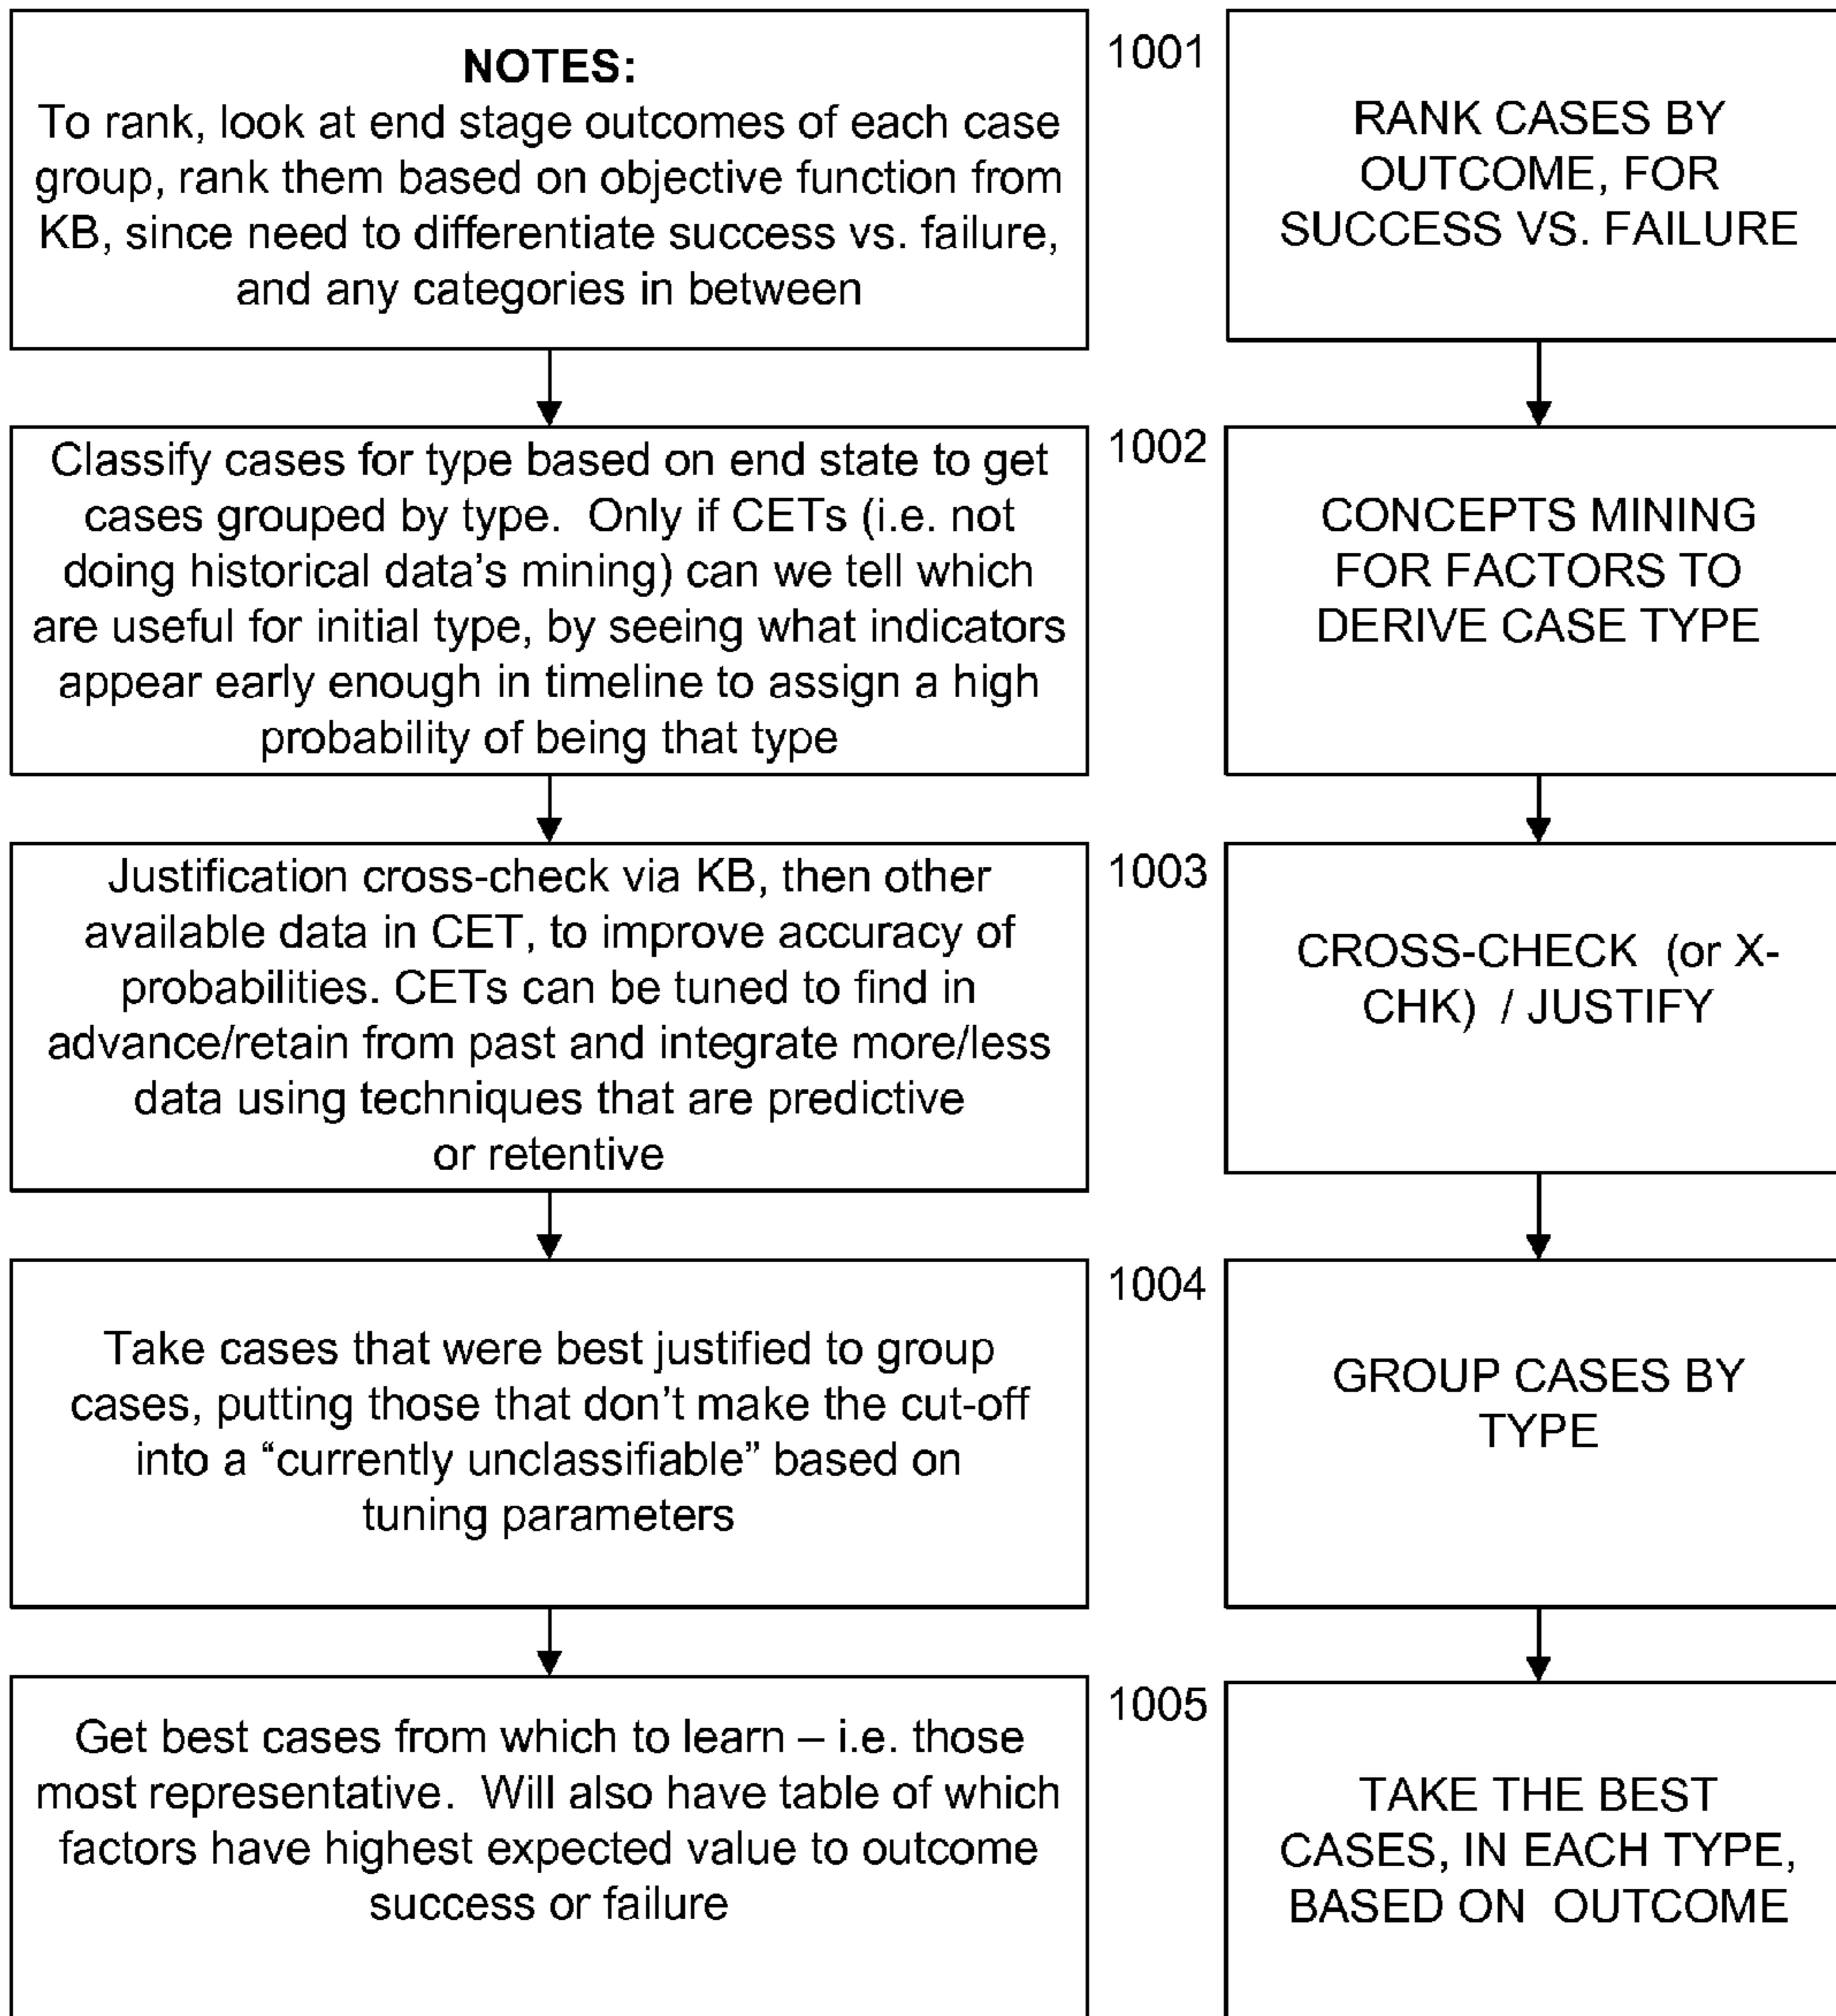 NOTES:
To rank, look at end stage outcomes of each case
group, rank them based on objective function from
KB, since need to differentiate success vs. failure,
and any categories in between
1001
RANK CASES BY
OUTCOME, FOR
SUCCESS VS. FAILURE
Classify cases for type based on end state to get
cases grouped by type.  Only if CETs (i.e. not
doing historical data’s mining) can we tell which
are useful for initial type, by seeing what indicators
appear early enough in timeline to assign a high
probability of being that type
1002
CONCEPTS MINING
FOR FACTORS TO
DERIVE CASE TYPE
Justification cross-check via KB, then other
available data in CET, to improve accuracy of
probabilities. CETs can be tuned to find in
advance/retain from past and integrate more/less
data using techniques that are predictive
or retentive
1003
CROSS-CHECK  (or X-
CHK)  / JUSTIFY
Take cases that were best justified to group
cases, putting those that don’t make the cut-off
into a “currently unclassifiable” based on
tuning parameters
1004
GROUP CASES BY
TYPE
Get best cases from which to learn – i.e. those
most representative.  Will also have table of which
factors have highest expected value to outcome
success or failure
1005
TAKE THE BEST
CASES, IN EACH TYPE,
BASED ON  OUTCOME